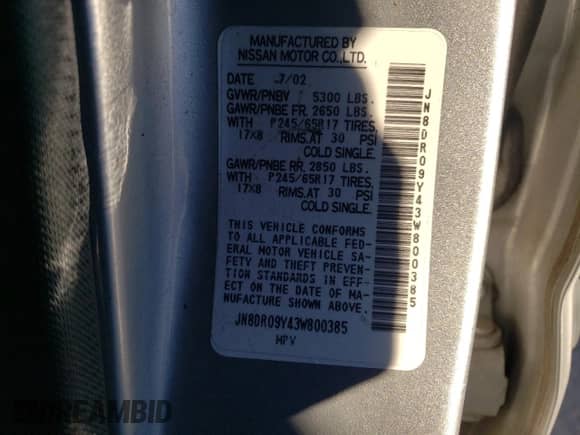 MANUFACTURED BY
NISSAN MOTOR CO.,LTD.
DATE 7/02
GVWR/PNBV 5300 LBS.
GAWR/PNBE FR 2650 LBS.
WITH P245/65R17 TIRES,
17X8 RIMS,AT 30 PSI
COLD SINGLE.
GAWR/PNBE RR 2850 LBS.
WITH P245/65R17 TIRES,
17X8 RIMS,AT 30 PSI
COLD SINGLE.
THIS VEHICLE CONFORMS
TO ALL APPLICABLE FED-
ERAL MOTOR VEHICLE SA-
FETY AND THEFT PREVEN-
TION STANDARDS IN EFF-
ECT ON THE DATE OF MA-
NUFACTURE SHOWN ABOVE.
JN8DR09Y43W800385
MPV
JN8DR09Y43W800385
DREAMBID